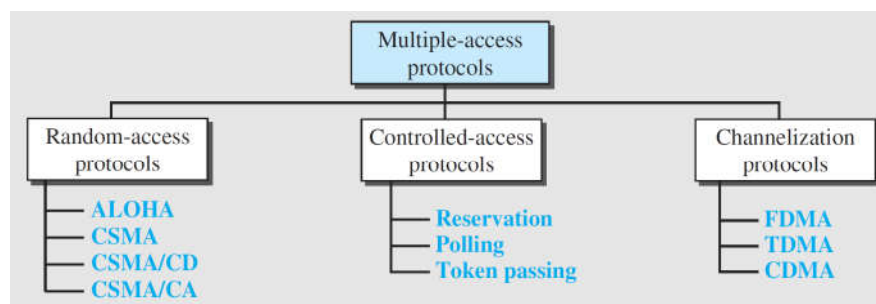 Multiple-access
protocols
Random-access
protocols
Controlled-access
protocols
Channelization
protocols
ALOHA
CSMA
CSMA/CD
CSMA/CA
Reservation
Polling
Token passing
FDMA
TDMA
CDMA